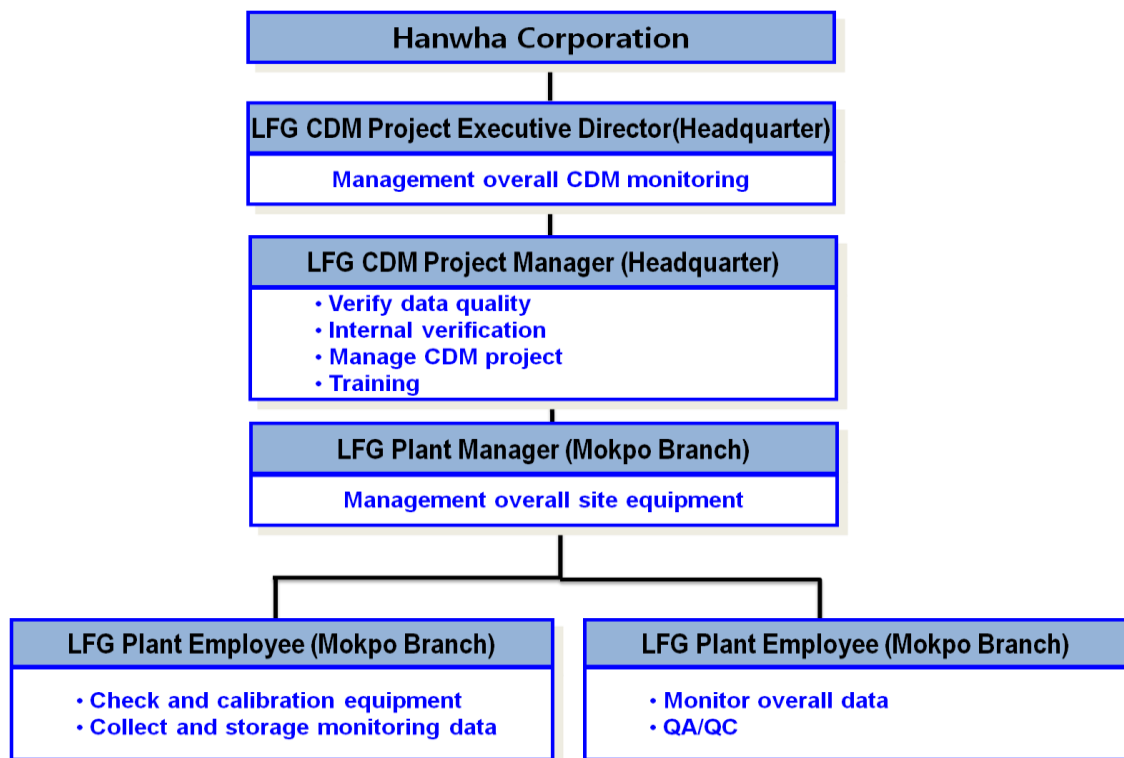 Hanwha Corporation
LFG CDM Project Executive Director(Headquarter)
Management overall CDM monitoring
LFG CDM Project Manager (Headquarter)
• Verify data quality
• Internal verification
• Manage CDM project
• Training
LFG Plant Manager (Mokpo Branch)
Management overall site equipment
LFG Plant Employee (Mokpo Branch)
• Check and calibration equipment
• Collect and storage monitoring data
LFG Plant Employee (Mokpo Branch)
• Monitor overall data
• QA/QC